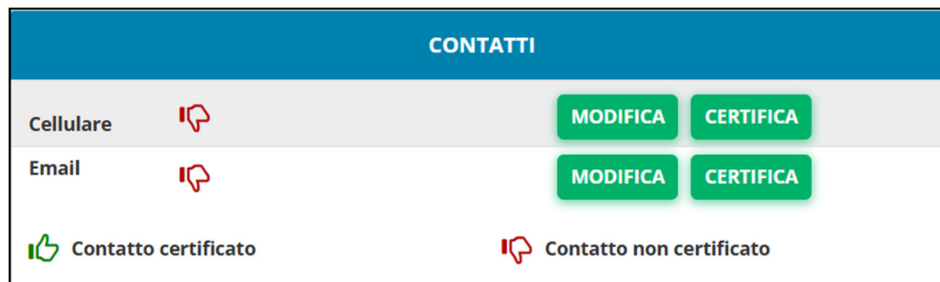 CONTATTI
Cellulare MODIFICA CERTIFICA
Email MODIFICA CERTIFICA
Contatto certificato Contatto non certificato